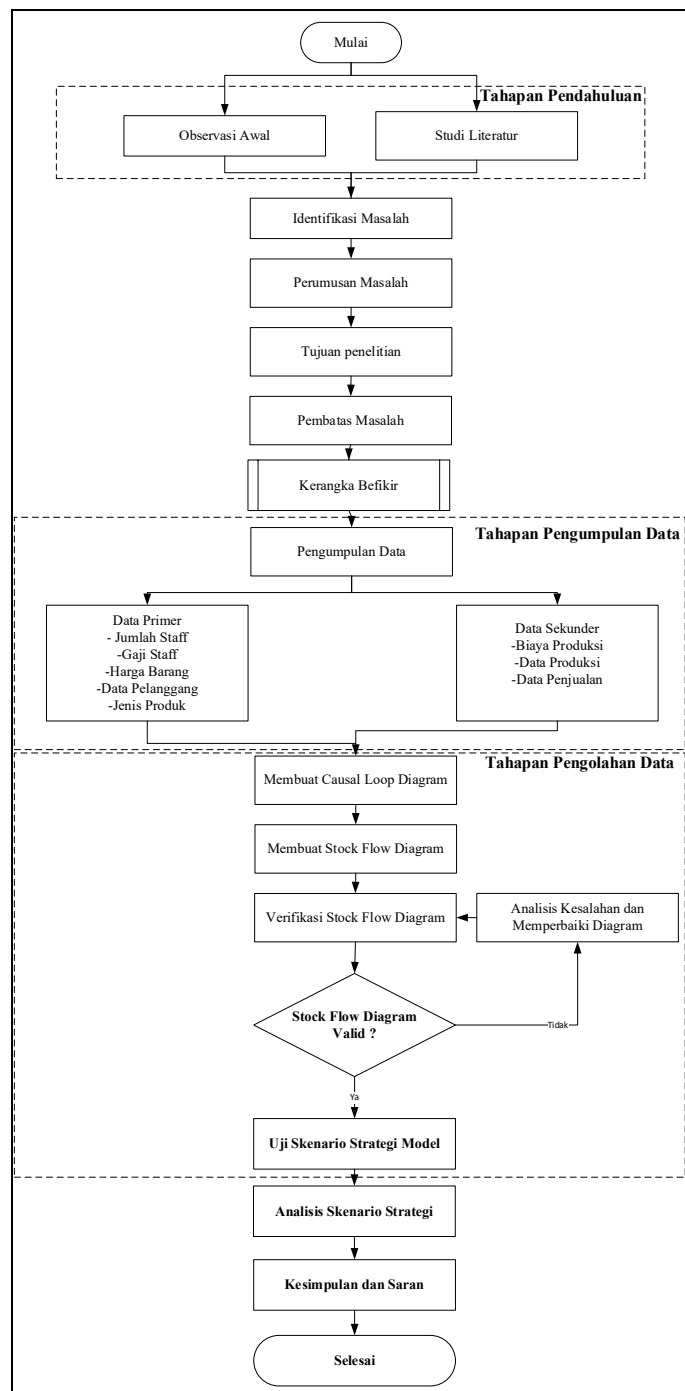 Mulai
Tahapan Pendahuluan
Observasi Awal
Studi Literatur
Identifikasi Masalah
Perumusan Masalah
Tujuan penelitian
Pembatas Masalah
Kerangka Befikir
Tahapan Pengumpulan Data
Pengumpulan Data
Data Primer
- Jumlah Staff
-Gaji Staff
-Harga Barang
-Data Pelanggang
-Jenis Produk
Data Sekunder
-Biaya Produksi
-Data Produksi
-Data Penjualan
Tahapan Pengolahan Data
Membuat Causal Loop Diagram
Membuat Stock Flow Diagram
Verifikasi Stock Flow Diagram
Analisis Kesalahan dan
Memperbaiki Diagram
Stock Flow Diagram
Valid ?
Tidak
Ya
Uji Skenario Strategi Model
Analisis Skenario Strategi
Kesimpulan dan Saran
Selesai